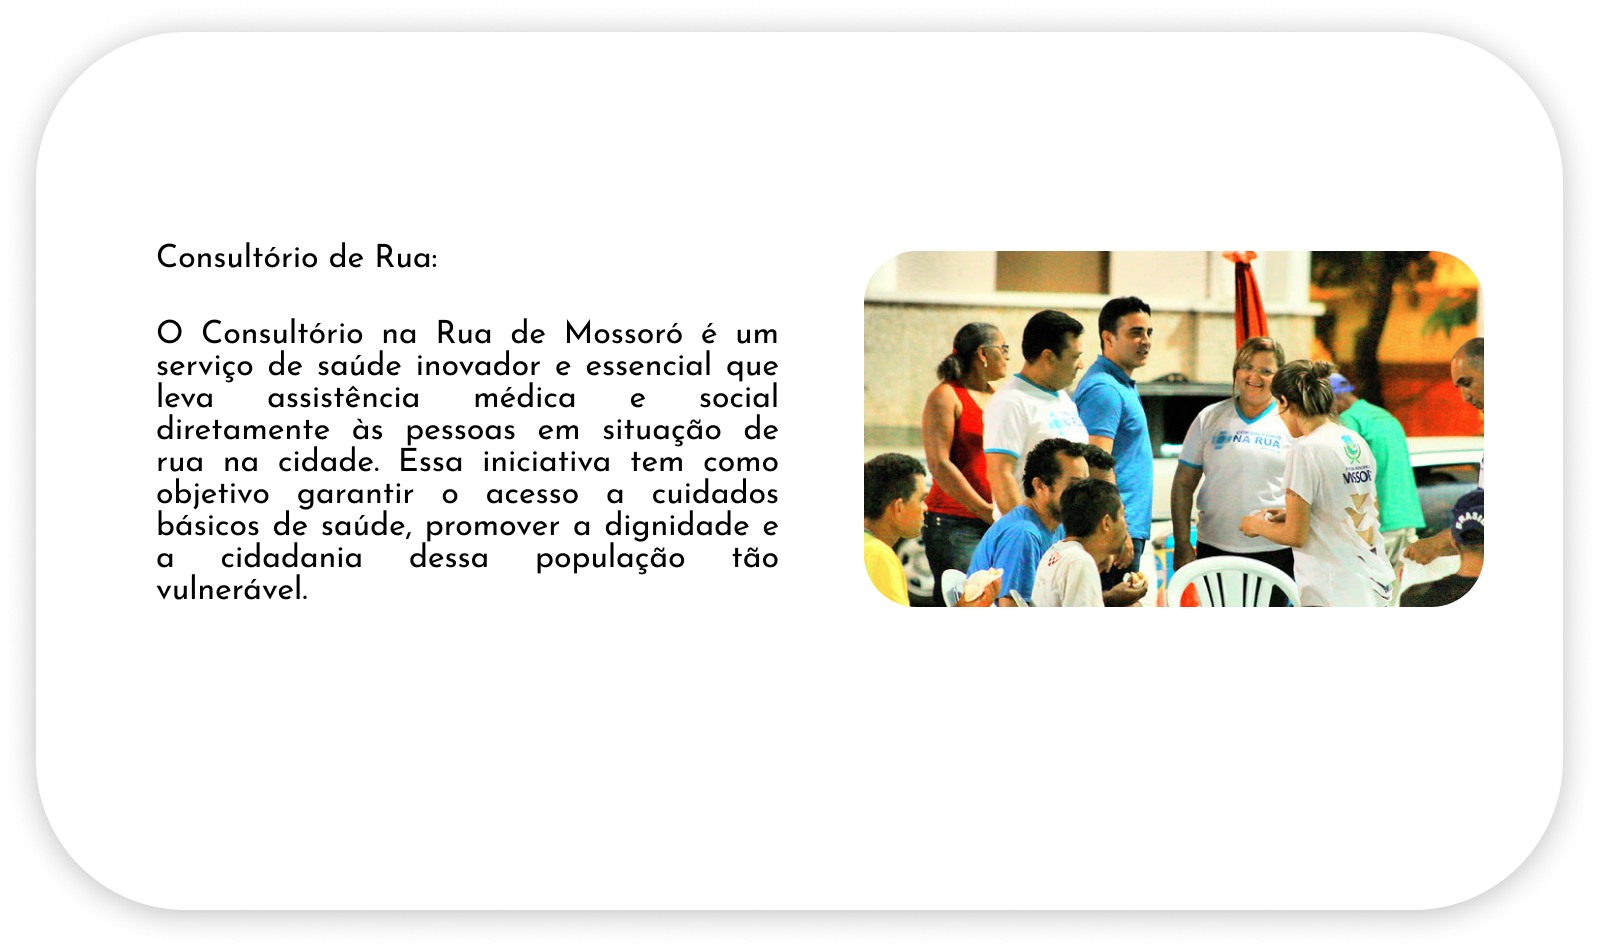 Consultório de Rua:
O Consultório na Rua de Mossoró é um
serviço de saúde inovador e essencial que
leva assistência médica e social
diretamente às pessoas em situação de
rua na cidade. Essa iniciativa tem como
objetivo garantir o acesso a cuidados
básicos de saúde, promover a dignidade e
a cidadania dessa população tão
vulnerável.
NA RUA
NA RUA